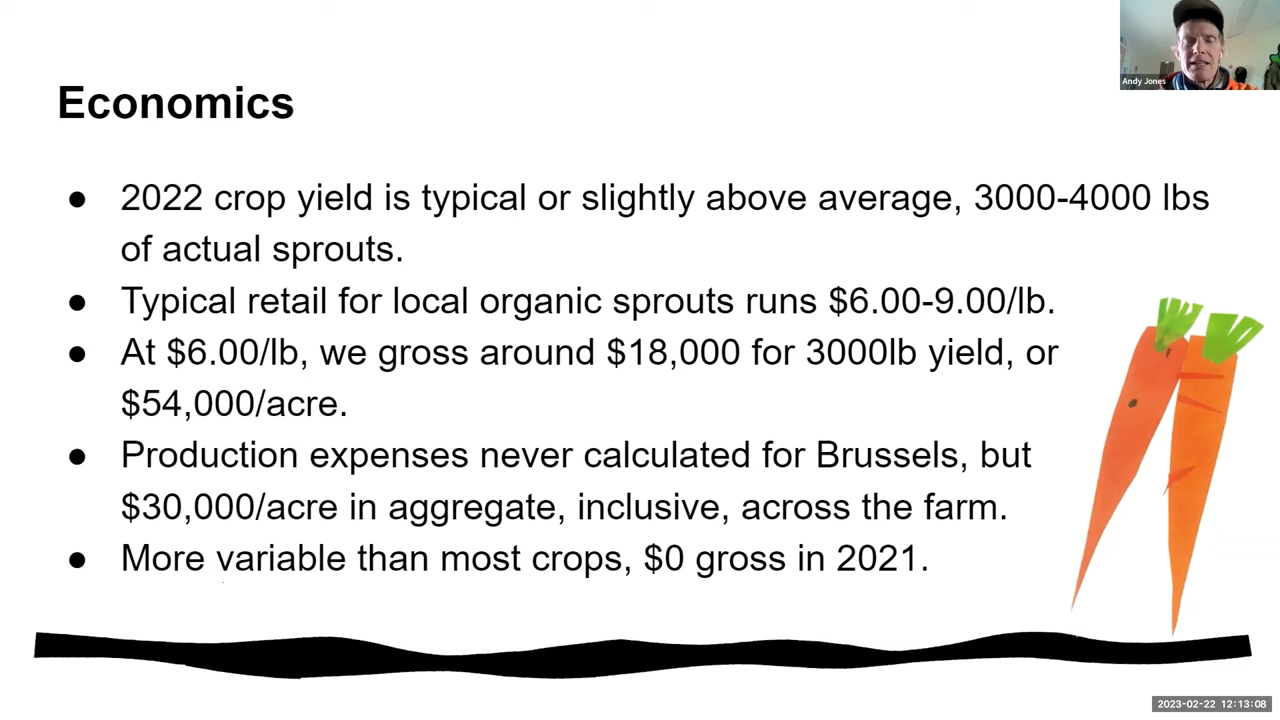 Andy Jones
Economics
● 2022 crop yield is typical or slightly above average, 3000-4000 lbs
of actual sprouts.
● Typical retail for local organic sprouts runs $6.00-9.00/lb.
● At $6.00/lb, we gross around $18,000 for 3000lb yield, or
$54,000/acre.
● Production expenses never calculated for Brussels, but
$30,000/acre in aggregate, inclusive, across the farm.
● More variable than most crops, $0 gross in 2021.
2023-02-22 12:13:08